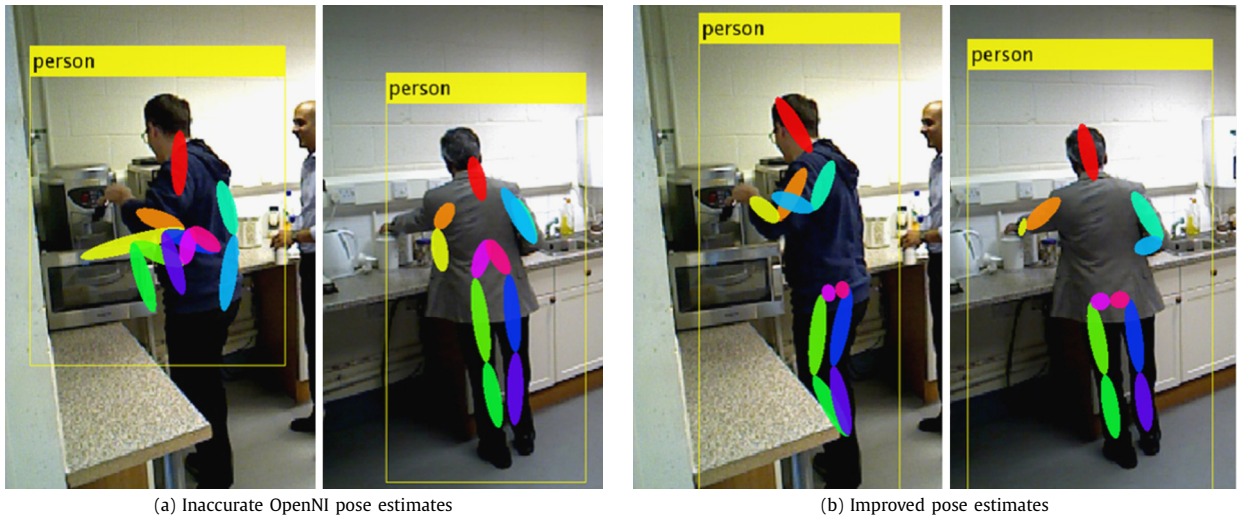 person
person
person
person
(a) Inaccurate OpenNI pose estimates
(b) Improved pose estimates